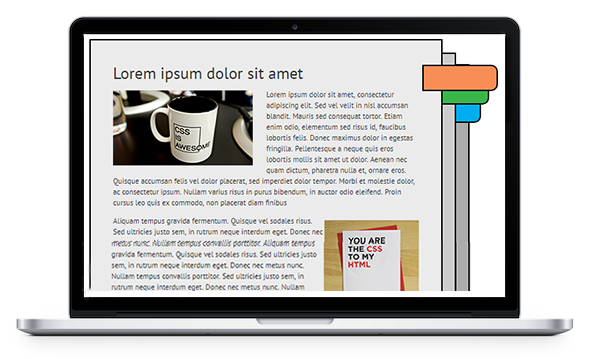 Lorem ipsum dolor sit amet
Lorem ipsum dolor sit amet, consectetur
adipiscing elit. Sed vel velit in nisl accumsan
blandit. Mauris sed consequat tortor. Etiam
enim odio, elementum sed risus id, faucibus
lobortis felis. Donec maximus dolor in egestas
fringilla. Pellentesque a neque quis eros
lobortis mollis sit amet ut dolor. Aenean nec
quam dictum, pharetra nulla et, ornare diam.
CSS
IS
AWESOME
Quisque accumsan felis vel dolor placerat, sed imperdiet dolor tempor. Morbi et molestie dolor,
ac consectetur ipsum. Nullam varius risus in purus bibendum, in auctor odio eleifend. Proin
cursus leo quis ex commodo, non placerat diam finibus
Aliquam tempus gravida fermentum. Quisque vel sodales risus.
Sed ultricies justo sem, in rutrum neque interdum eget. Donec nec
metus nunc. Nullam tempus convallis porttitor. Aliquam tempus
gravida fermentum. Quisque vel sodales risus. Sed ultricies justo
sem, in rutrum neque interdum eget. Donec nec metus nunc.
Nullam tempus convallis porttitor. Sed ultricies justo sem, in
rutrum neque interdum eget. Donec nec metus nunc. Nullam
YOU ARE
THE CSS
TO MY
HTML